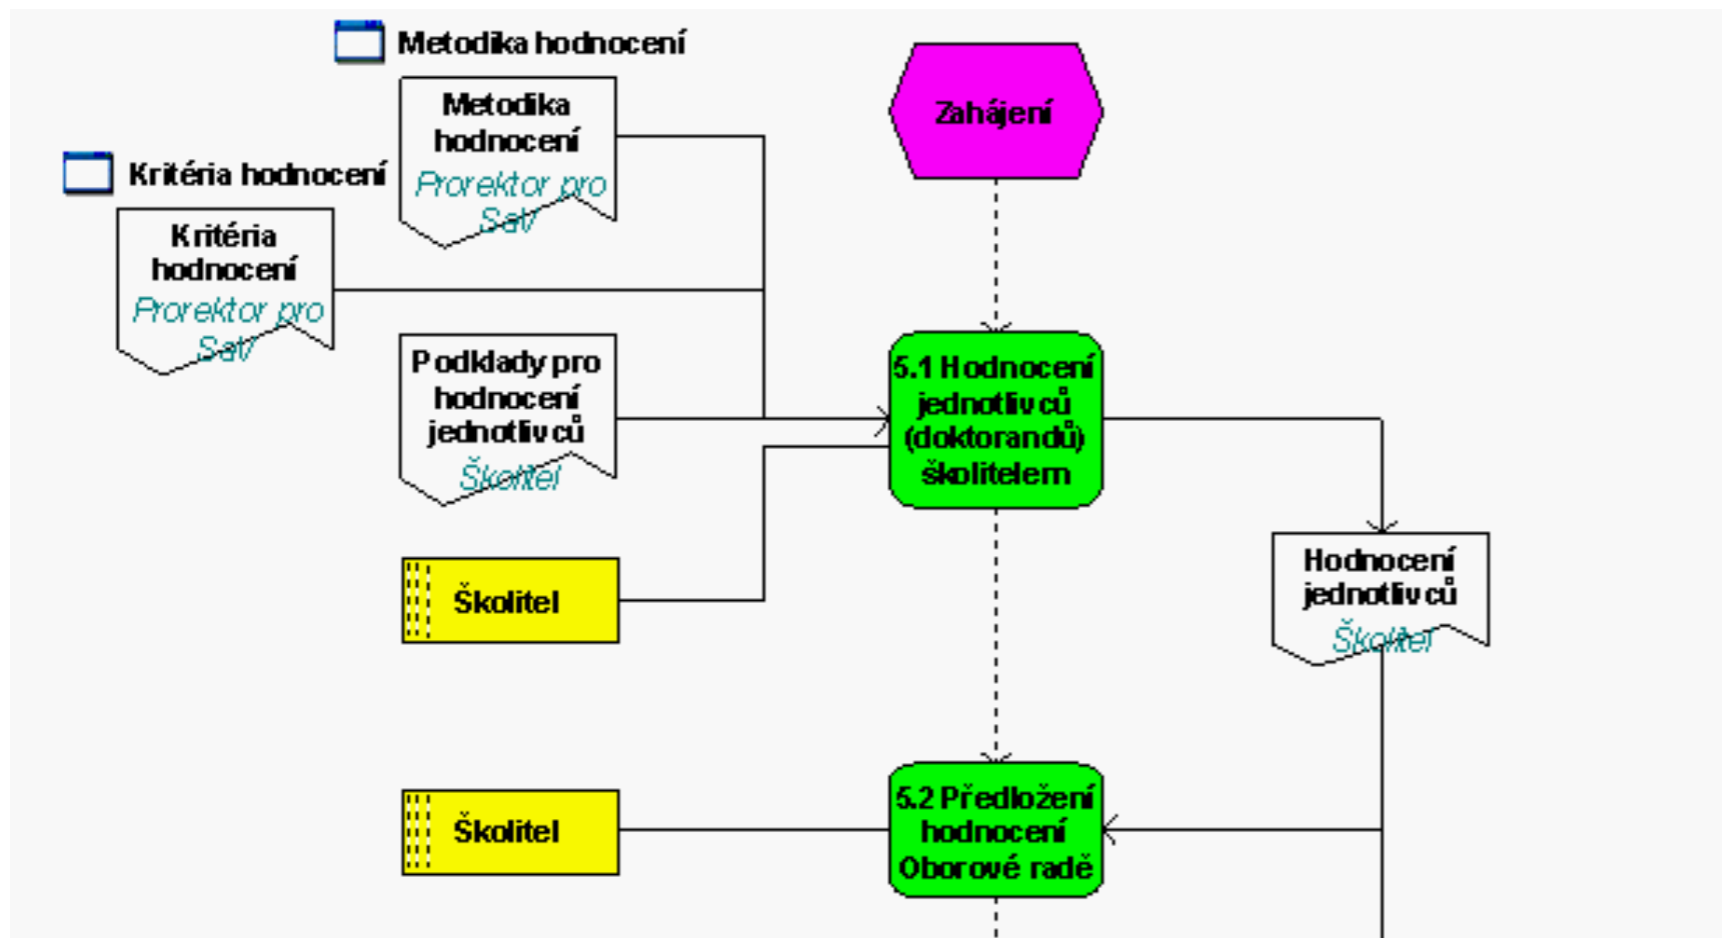 Metodika hodnocení
Metodika
hodnocení
Prorektor pro
SaV
Zahájení
Kritéria hodnocení
Kritéria
hodnocení
Prorektor pro
SaV
Podklady pro
hodnocení
jednotlivců
Školitel
5.1 Hodnocení
jednotlivců
(doktorandů)
školitelem
Školitel
Hodnocení
jednotlivců
Školitel
Školitel
5.2 Předložení
hodnocení
Oborové radě